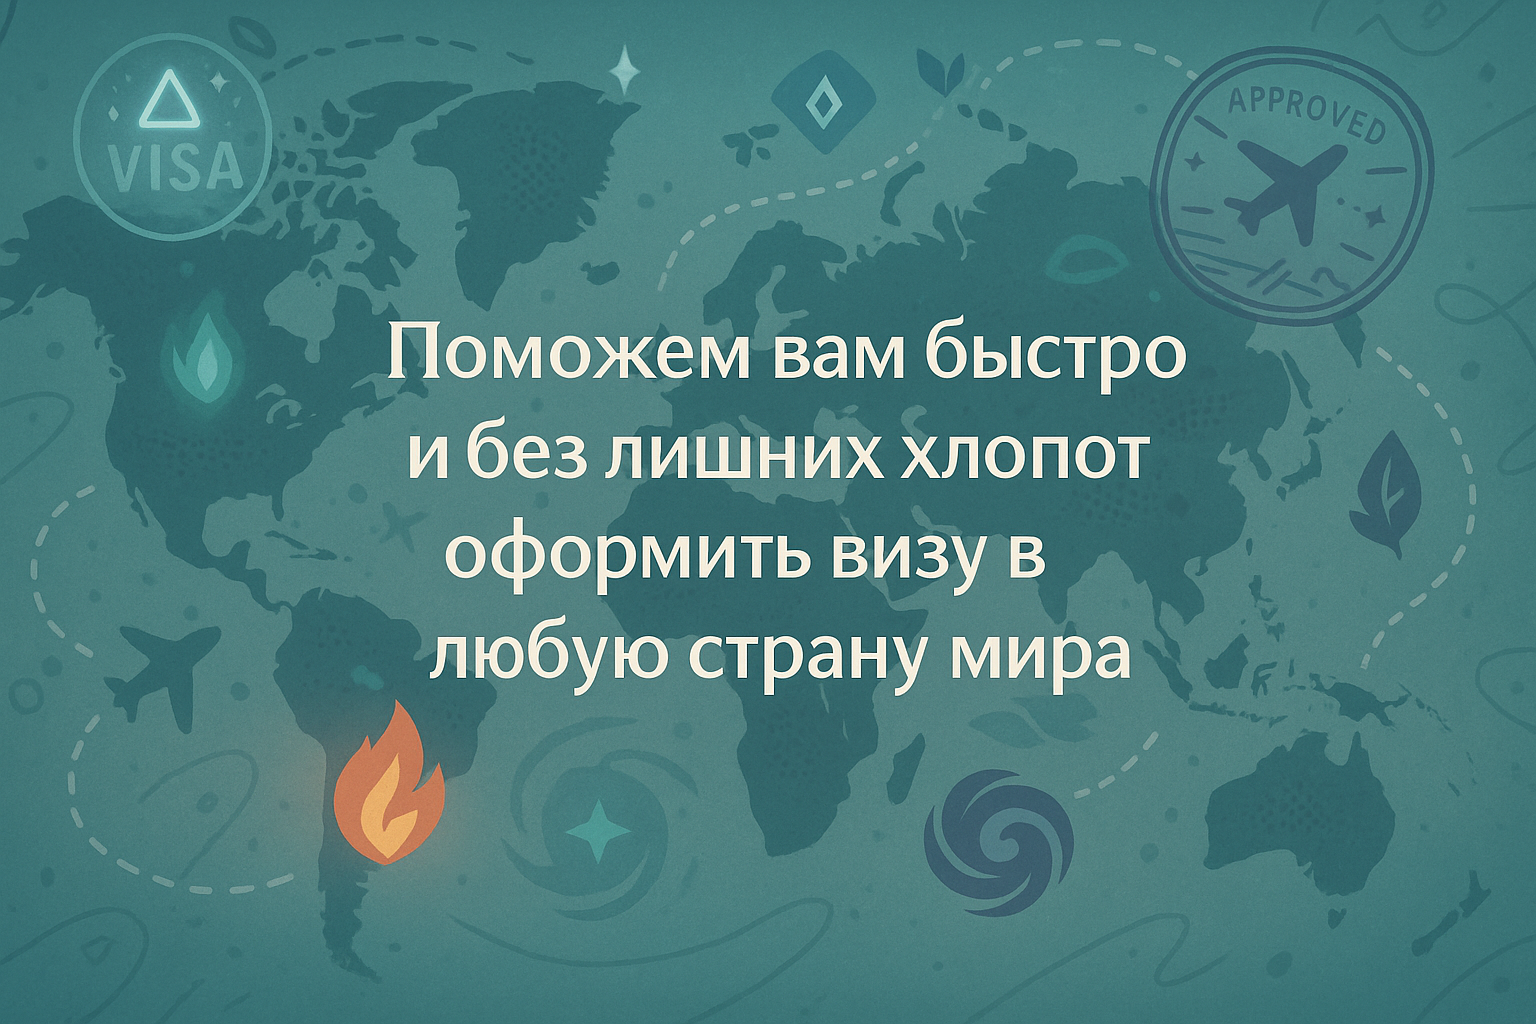 VISA
APPROVED
Поможем вам быстро
и без лишних хлопот
оформить визу в
любую страну мира